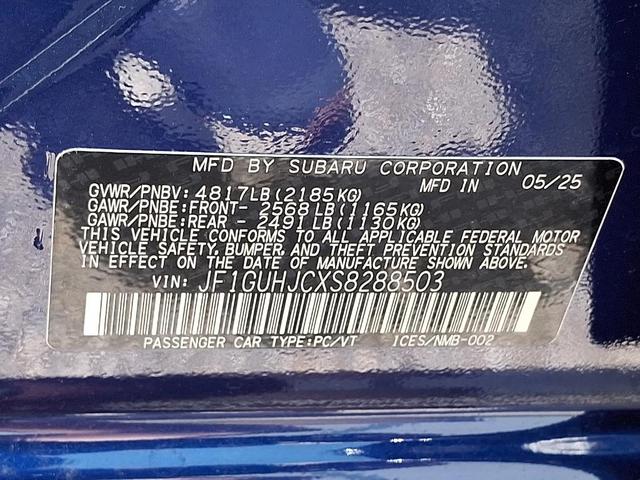 MFD BY SUBARU CORPORATION
MFD IN 05/25
GVWR/PNBV: 4817LB(2185KG)
GAWR/PNBE:FRONT- 2568LB(1165KG)
GAWR/PNBE:REAR - 2491LB(1130KG)
THIS VEHICLE CONFORMS TO ALL APPLICABLE FEDERAL MOTOR
VEHICLE SAFETY, BUMPER, AND THEFT PREVENTION STANDARDS
IN EFFECT ON THE DATE OF MANUFACTURE SHOWN ABOVE.
VIN: JF1GUHJCXS8288503
PASSENGER CAR TYPE:PC/VT ICES/NMB-002